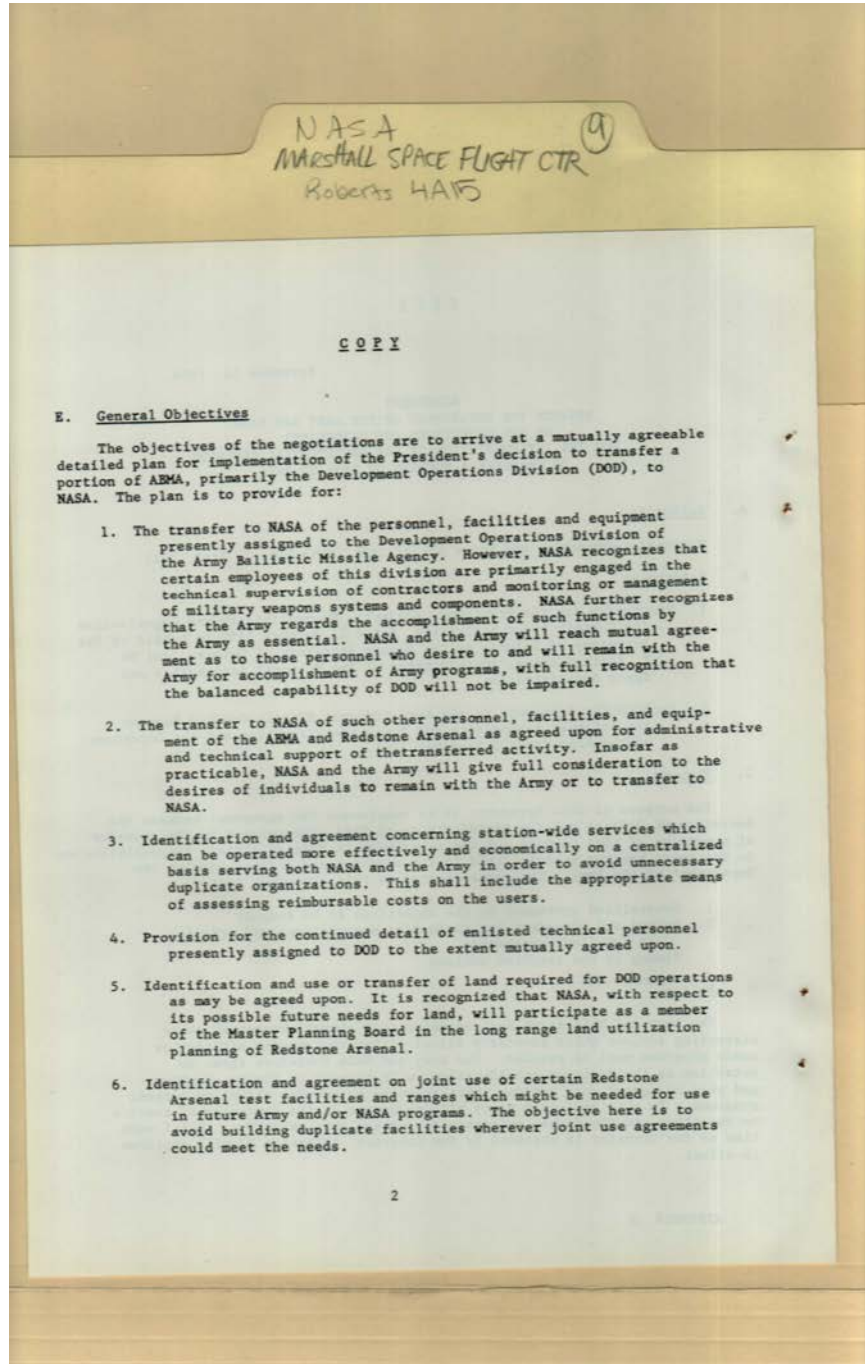 NASA
9
MARSHALL SPACE FLIGHT CTR
Roberts 4A15
C O P Y
E. General Objectives
The objectives of the negotiations are to arrive at a mutually agreeable
detailed plan for implementation of the President's decision to transfer a
portion of ABMA, primarily the Development Operations Division (DOD), to
NASA. The plan is to provide for:
1. The transfer to NASA of the personnel, facilities and equipment
presently assigned to the Development Operations Division of
the Army Ballistic Missile Agency. However, NASA recognizes that
certain employees of this division are primarily engaged in the
technical supervision of contractors and monitoring or management
of military weapons systems and components. NASA further recognizes
that the Army regards the accomplishment of such functions by
the Army as essential. NASA and the Army will reach mutual agree-
ment as to those personnel who desire to and will remain with the
Army for accomplishment of Army programs, with full recognition that
the balanced capability of DOD will not be impaired.
2. The transfer to NASA of such other personnel, facilities, and equip-
ment of the ABMA and Redstone Arsenal as agreed upon for administrative
and technical support of thetransferred activity. Insofar as
practicable, NASA and the Army will give full consideration to the
desires of individuals to remain with the Army or to transfer to
NASA.
3. Identification and agreement concerning station-wide services which
can be operated more effectively and economically on a centralized
basis serving both NASA and the Army in order to avoid unnecessary
duplicate organizations. This shall include the appropriate means
of assessing reimbursable costs on the users.
4. Provision for the continued detail of enlisted technical personnel
presently assigned to DOD to the extent mutually agreed upon.
5. Identification and use or transfer of land required for DOD operations
as may be agreed upon. It is recognized that NASA, with respect to
its possible future needs for land, will participate as a member
of the Master Planning Board in the long range land utilization
planning of Redstone Arsenal.
6. Identification and agreement on joint use of certain Redstone
Arsenal test facilities and ranges which might be needed for use
in future Army and/or NASA programs. The objective here is to
avoid building duplicate facilities wherever joint use agreements
could meet the needs.
2